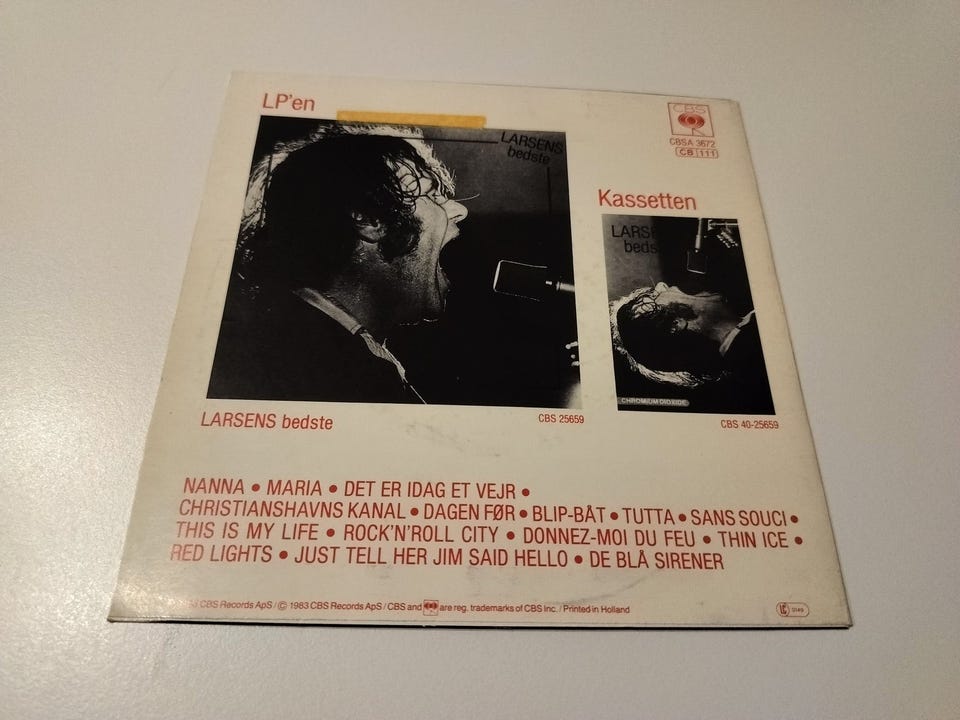 LP'en
LARSENS
bedste
CBS
CBSA 3672
CB 111
Kassetten
CHROMIUM DIOXIDE
LARSENS bedste
CBS 25659
CBS 40-25659
NANNA • MARIA • DET ER IDAG ET VEJR •
CHRISTIANSHAVNS KANAL • DAGEN FØR • BLIP-BÅT • TUTTA • SANS SOUCI •
THIS IS MY LIFE • ROCK'N'ROLL CITY • DONNEZ-MOI DU FEU • THIN ICE •
RED LIGHTS • JUST TELL HER JIM SAID HELLO • DE BLÅ SIRENER
CBS Records ApS / © 1983 CBS Records ApS / CBS and are reg. trademarks of CBS Inc. / Printed in Holland
LC 0149